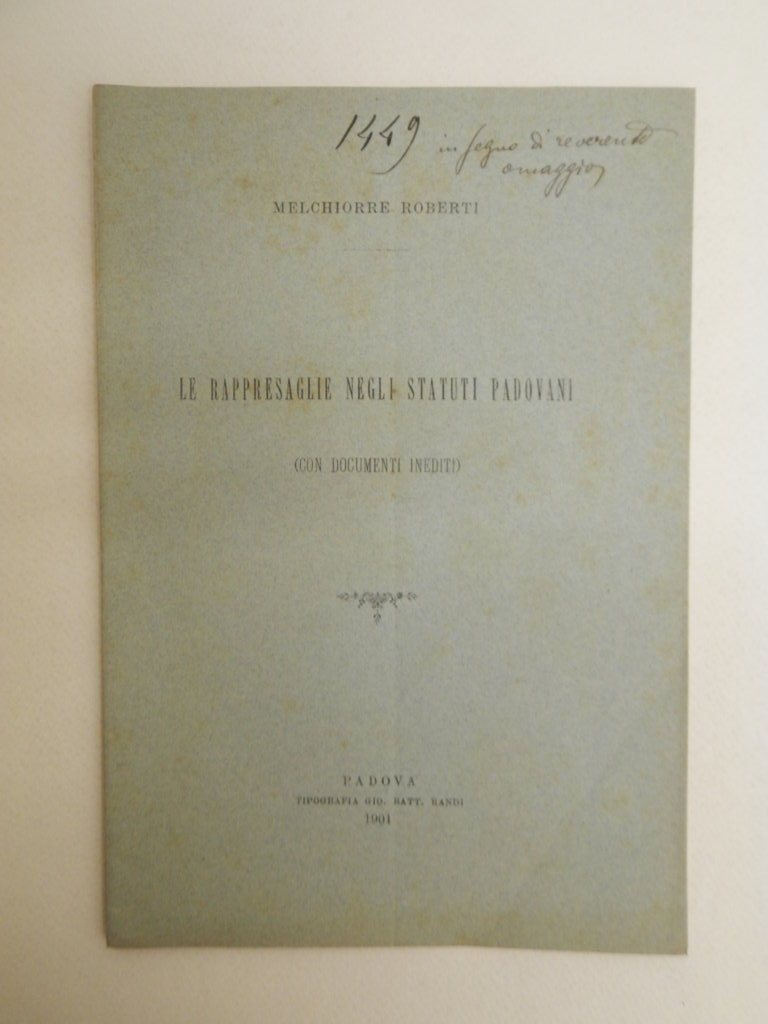 1449 in segno di reverente
omaggio
MELCHIORRE ROBERTI
LE RAPPRESAGLIE NEGLI STATUTI PADOVANI
(CON DOCUMENTI INEDITI)
PADOVA
TIPOGRAFIA GIO. BATT. RANDI
1901